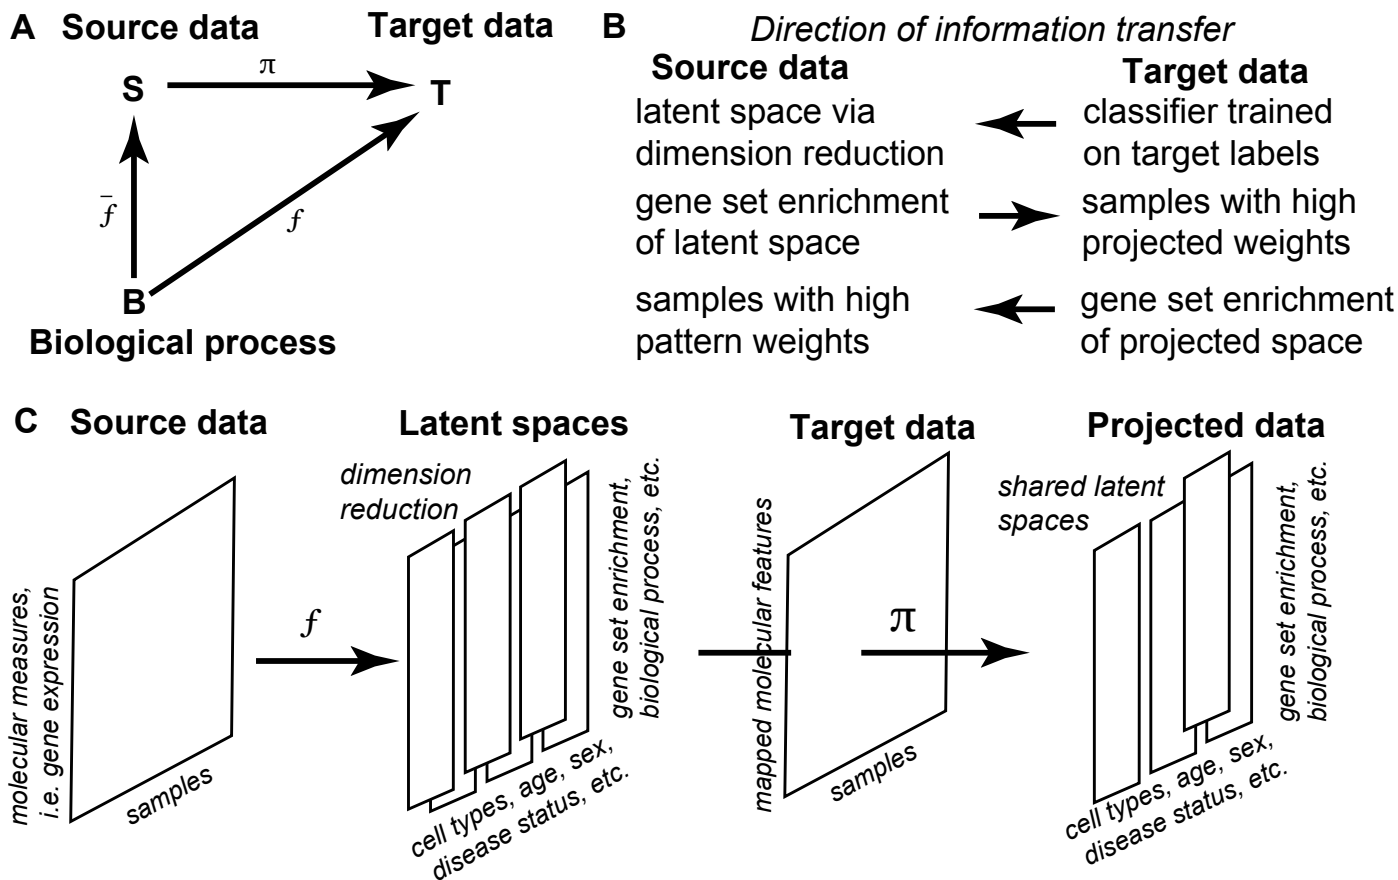 A Source data
Target data
π
S
T
f̄
f
B
Biological process
B
Direction of information transfer
Source data
Target data
latent space via
dimension reduction
classifier trained
on target labels
gene set enrichment
of latent space
samples with high
projected weights
samples with high
pattern weights
gene set enrichment
of projected space
C Source data
Latent spaces
Target data
Projected data
molecular measures,
i.e. gene expression
samples
f
dimension
reduction
gene set enrichment,
biological process, etc.
cell types, age, sex,
disease status, etc.
mapped molecular features
samples
π
shared latent
spaces
gene set enrichment,
biological process, etc.
cell types, age, sex,
disease status, etc.